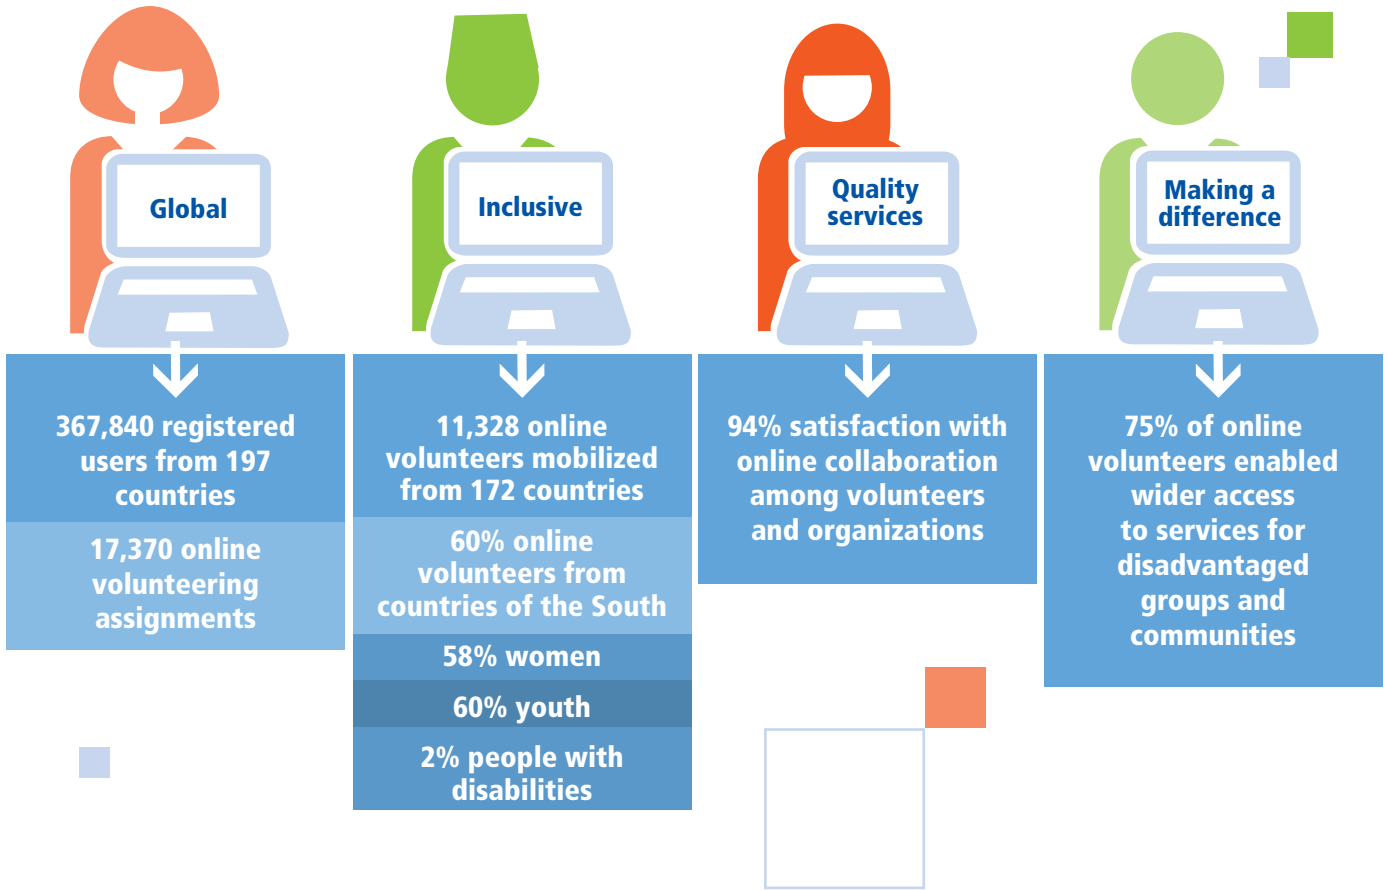 Global
367,840 registered
users from 197
countries
17,370 online
volunteering
assignments
Inclusive
11,328 online
volunteers mobilized
from 172 countries
60% online
volunteers from
countries of the South
58% women
60% youth
2% people with
disabilities
Quality
services
94% satisfaction with
online collaboration
among volunteers
and organizations
Making a
difference
75% of online
volunteers enabled
wider access
to services for
disadvantaged
groups and
communities